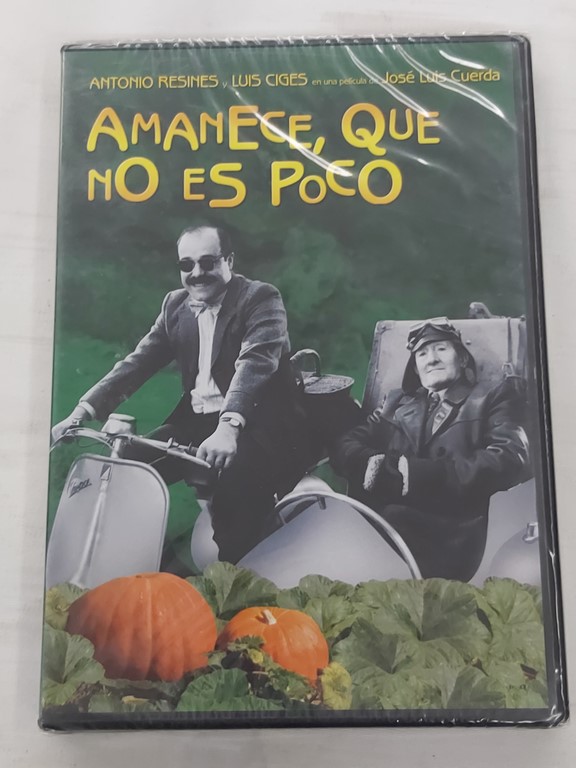 ANTONIO RESINES y LUIS CIGES en una película de José Luis Cuerda
AMANECE, QUE
NO ES POCO